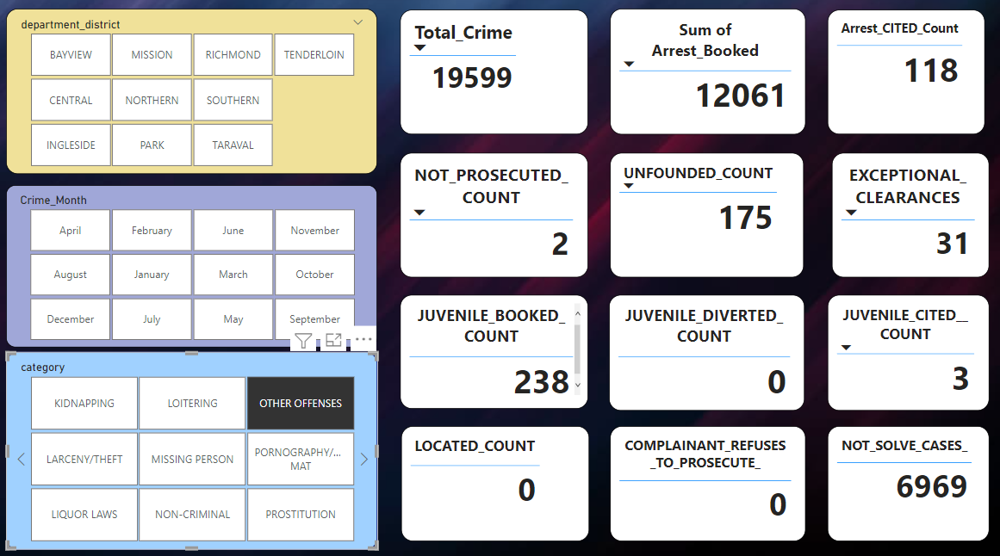 department_district
BAYVIEW
MISSION
RICHMOND
TENDERLOIN
CENTRAL
NORTHERN
SOUTHERN
INGLESIDE
PARK
TARAVAL
Crime_Month
April
February
June
November
August
January
March
October
December
July
May
September
category
KIDNAPPING
LOITERING
OTHER OFFENSES
LARCENY/THEFT
MISSING PERSON
PORNOGRAPHY/...
MAT
LIQUOR LAWS
NON-CRIMINAL
PROSTITUTION
Total_Crime
19599
Sum of
Arrest_Booked
12061
Arrest_CITED_Count
118
NOT_PROSECUTED_
COUNT
2
UNFOUNDED_COUNT
175
EXCEPTIONAL_
CLEARANCES
31
JUVENILE_BOOKED_
COUNT
238
JUVENILE_DIVERTED_
COUNT
0
JUVENILE_CITED__
COUNT
3
LOCATED_COUNT
0
COMPLAINANT_REFUSES
_TO_PROSECUTE_
0
NOT_SOLVE_CASES_
6969